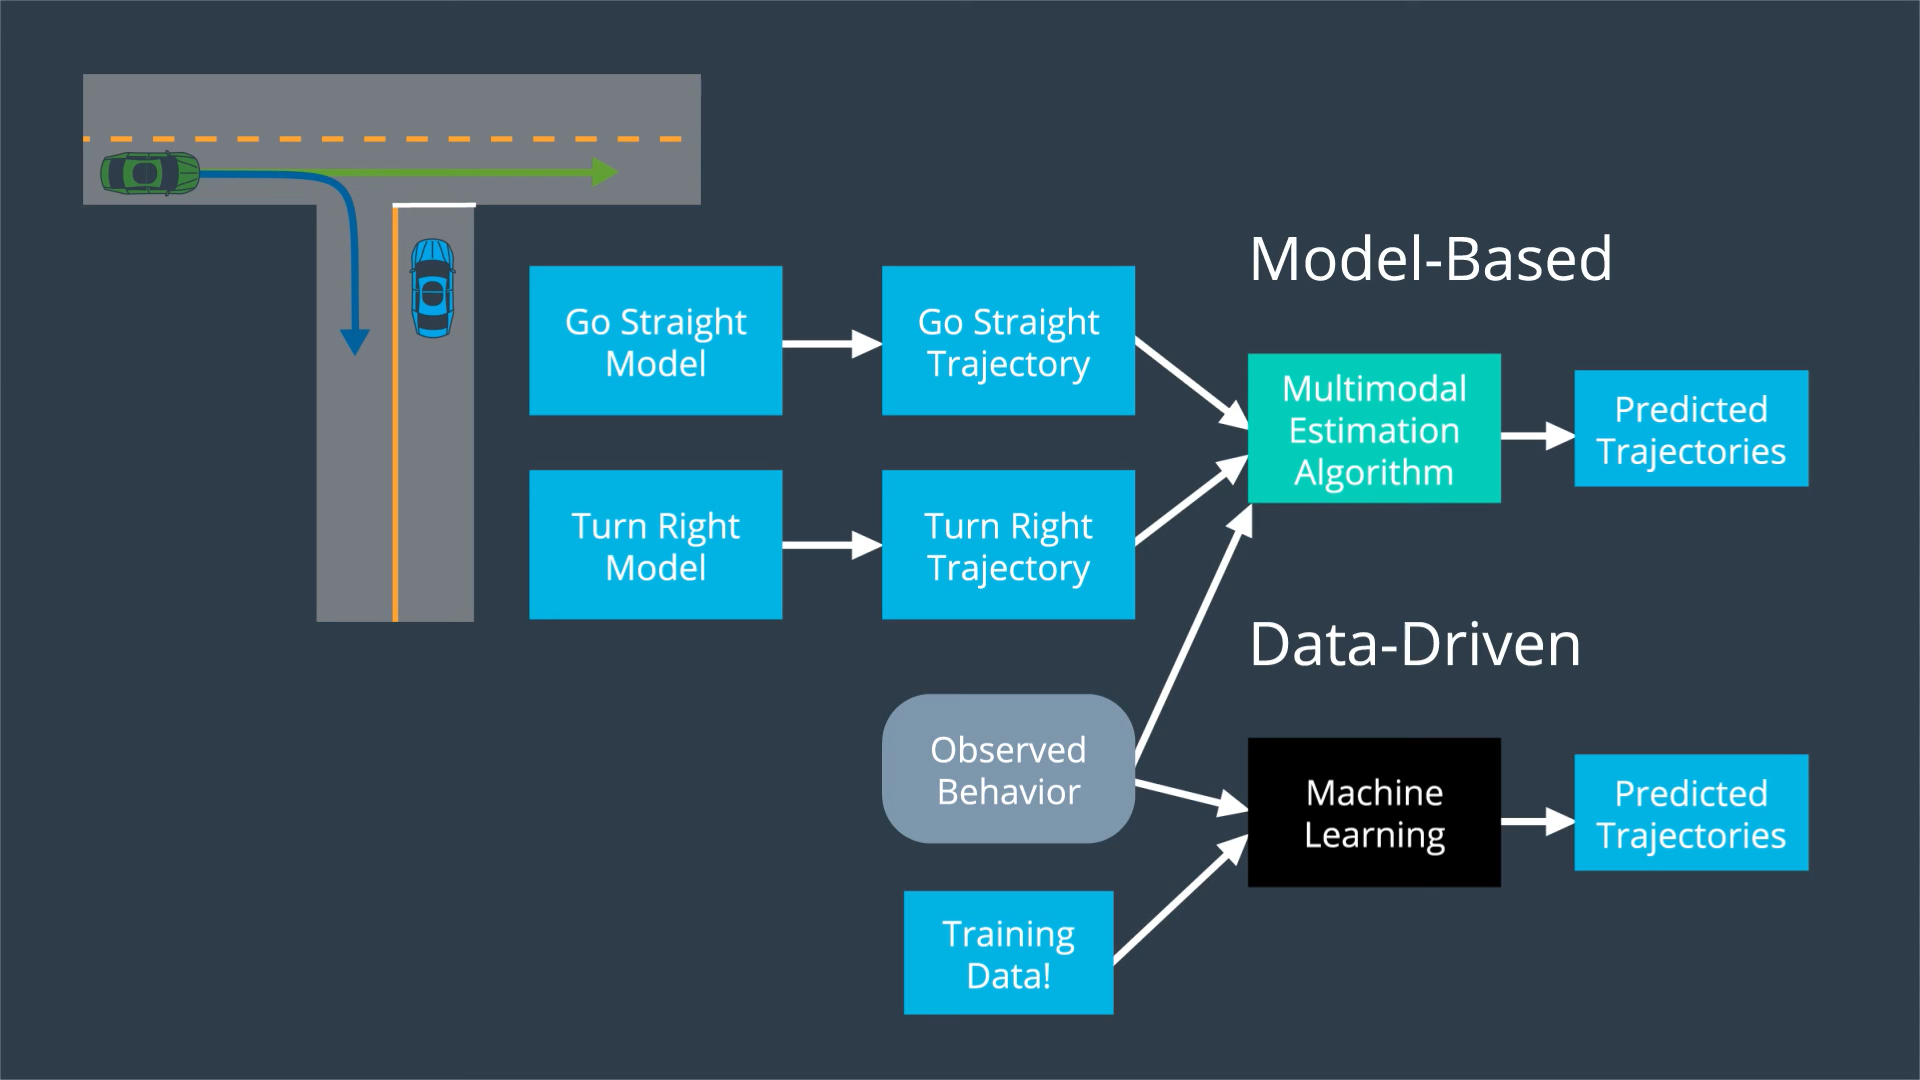 Model-Based
Go Straight
Model
Go Straight
Trajectory
Multimodal
Estimation
Algorithm
Predicted
Trajectories
Turn Right
Model
Turn Right
Trajectory
Data-Driven
Observed
Behavior
Machine
Learning
Predicted
Trajectories
Training
Data!